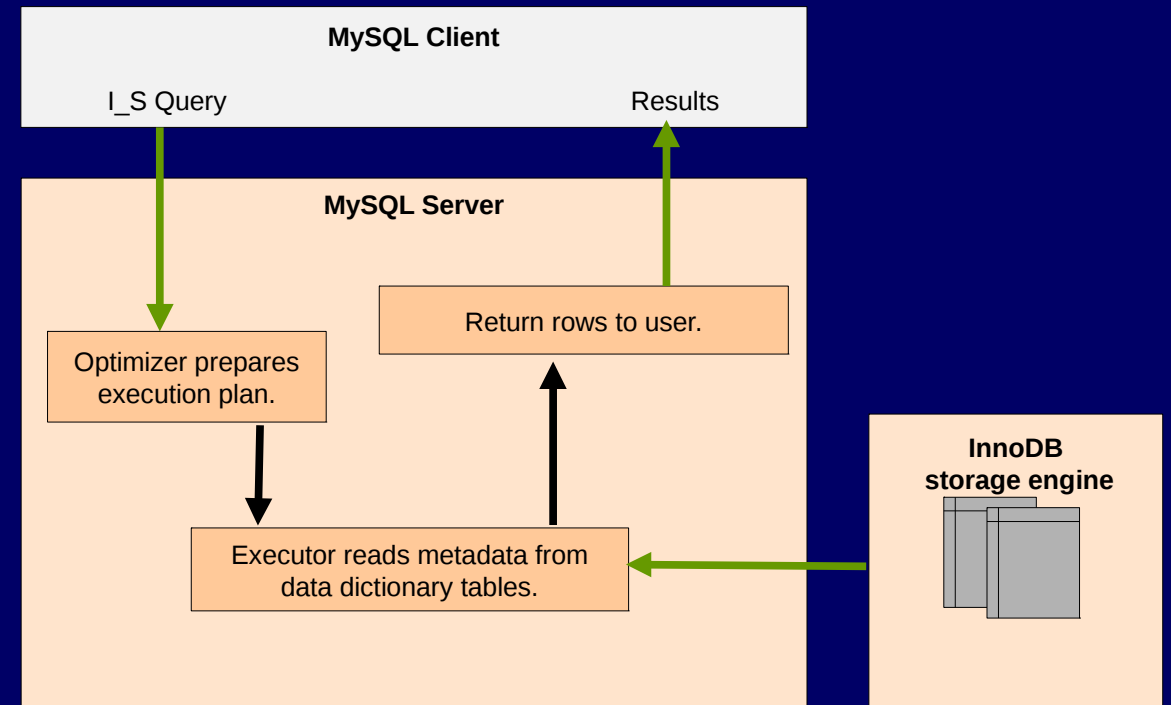 MySQL Client
I_S Query
Results
MySQL Server
Return rows to user.
Optimizer prepares
execution plan.
Executor reads metadata from
data dictionary tables.
InnoDB
storage engine